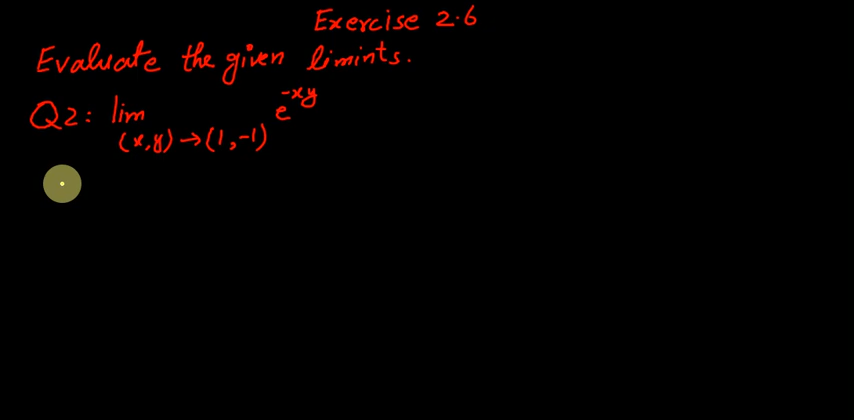 Exercise 2.6
Evaluate the given limints.
Q2: lim e^{-xy}
(x,y)→(1,-1)